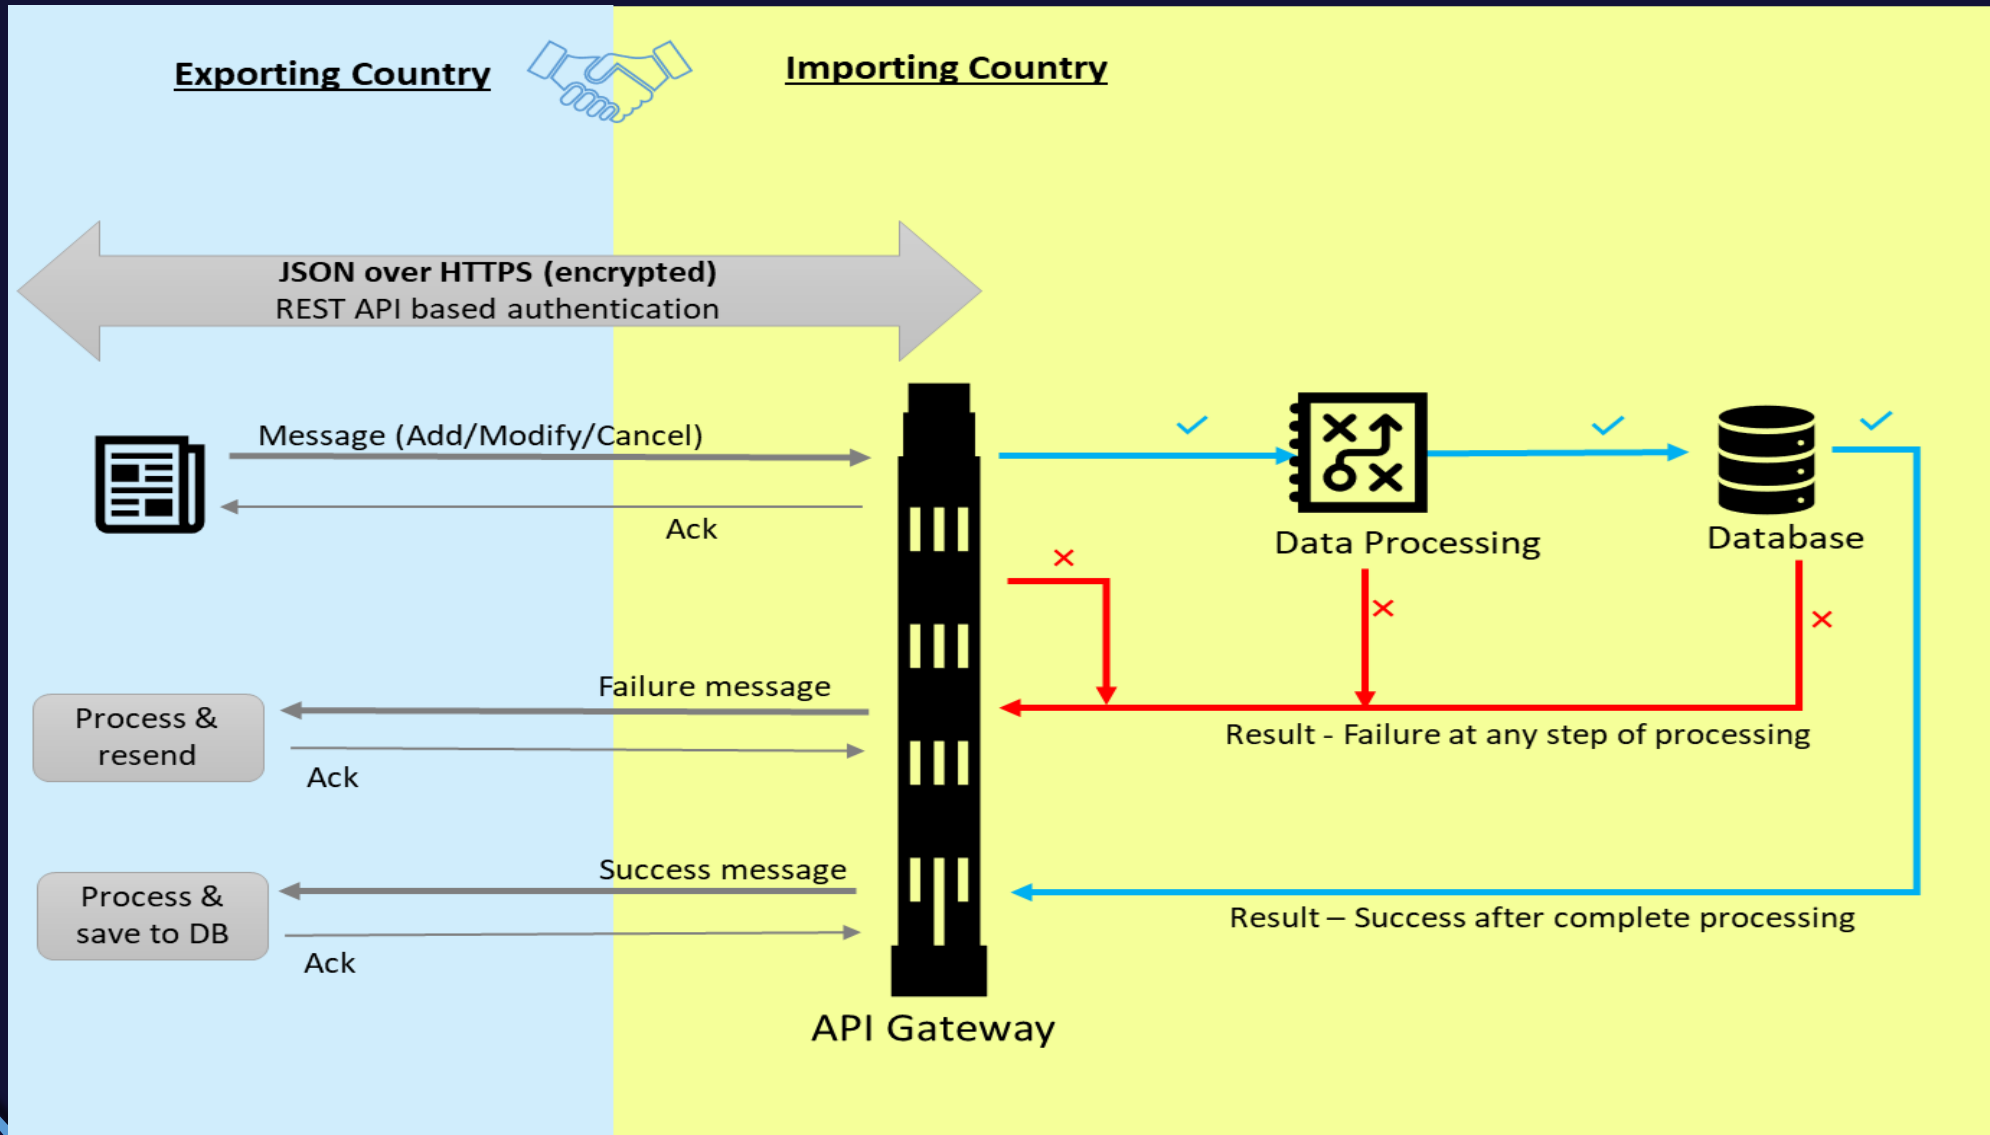 Exporting Country
Importing Country
JSON over HTTPS (encrypted)
REST API based authentication
Message (Add/Modify/Cancel)
Ack
Data Processing
Database
Failure message
Process &
resend
Ack
Result - Failure at any step of processing
Success message
Process &
save to DB
Ack
Result – Success after complete processing
API Gateway